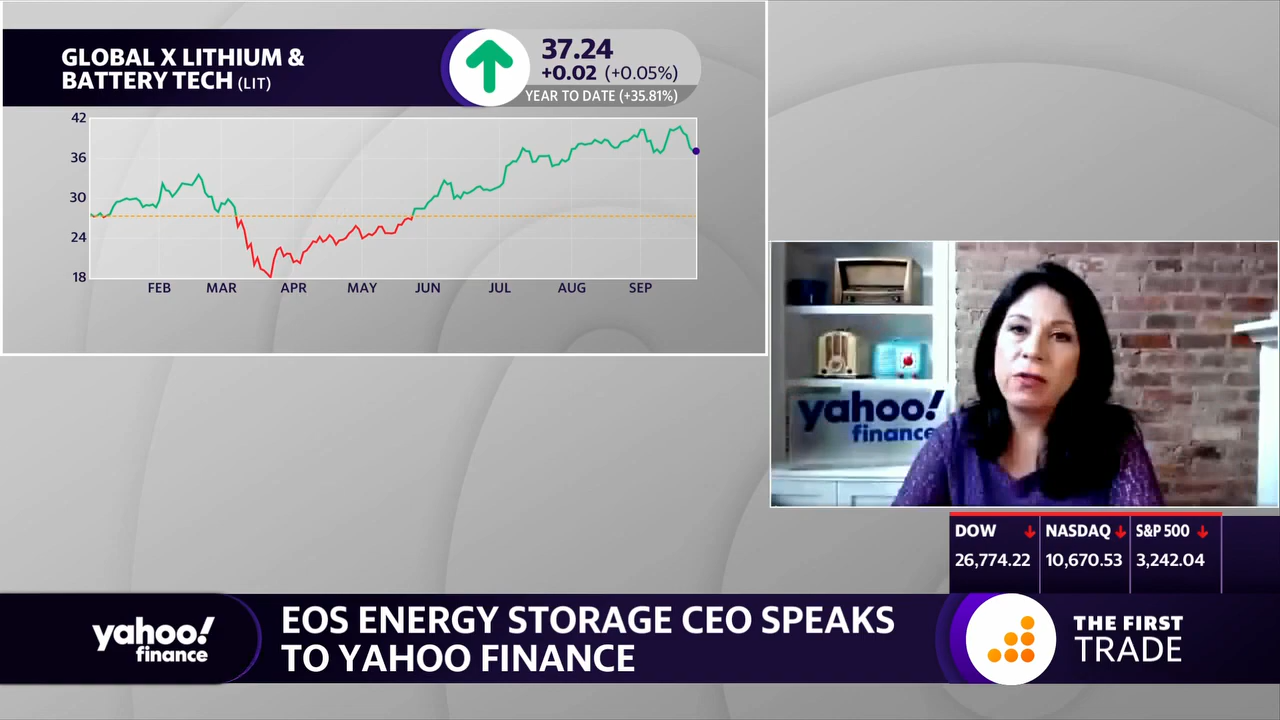 GLOBAL X LITHIUM &
BATTERY TECH (LIT)
37.24
+0.02 (+0.05%)
YEAR TO DATE (+35.81%)
42
36
30
24
18
FEB MAR APR MAY JUN JUL AUG SEP
yahoo!
finance
DOW NASDAQ S&P 500
26,774.22 10,670.53 3,242.04
yahoo!
finance
EOS ENERGY STORAGE CEO SPEAKS
TO YAHOO FINANCE
THE FIRST
TRADE